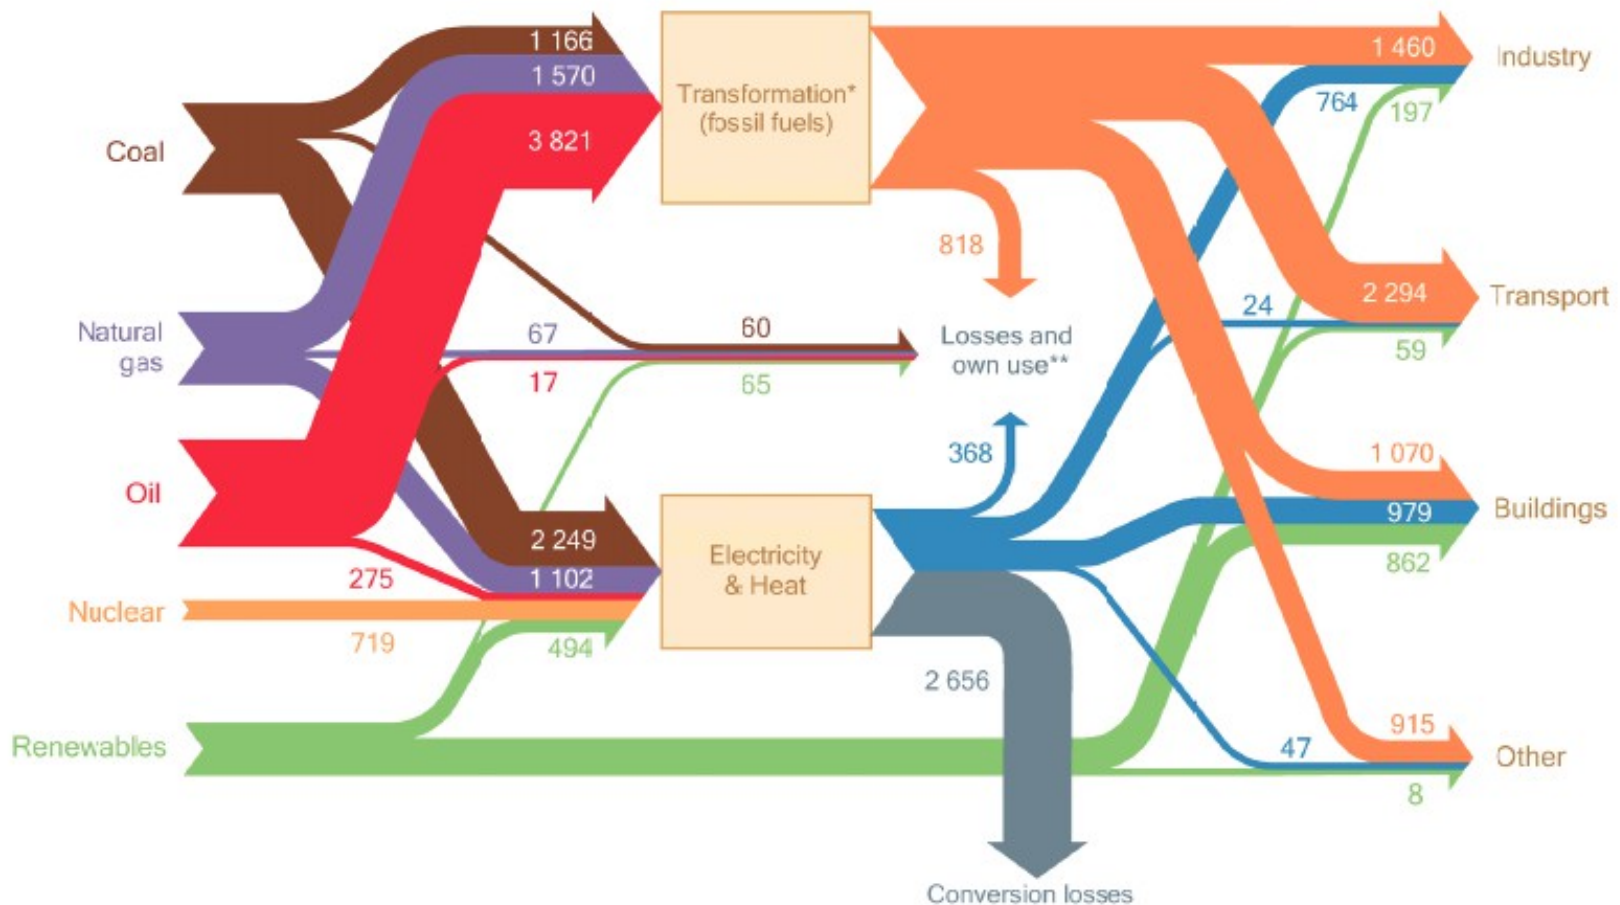 1 166
1 460
Industry
1 570
764
197
Transformation*
(fossil fuels)
3 821
Coal
818
Natural
gas
67
60
17
65
Losses and
own use**
24
2 294
Transport
59
Oil
368
1 070
979
Buildings
862
2 249
1 102
275
Electricity
& Heat
Nuclear
719
494
2 656
Renewables
915
47
Other
8
Conversion losses